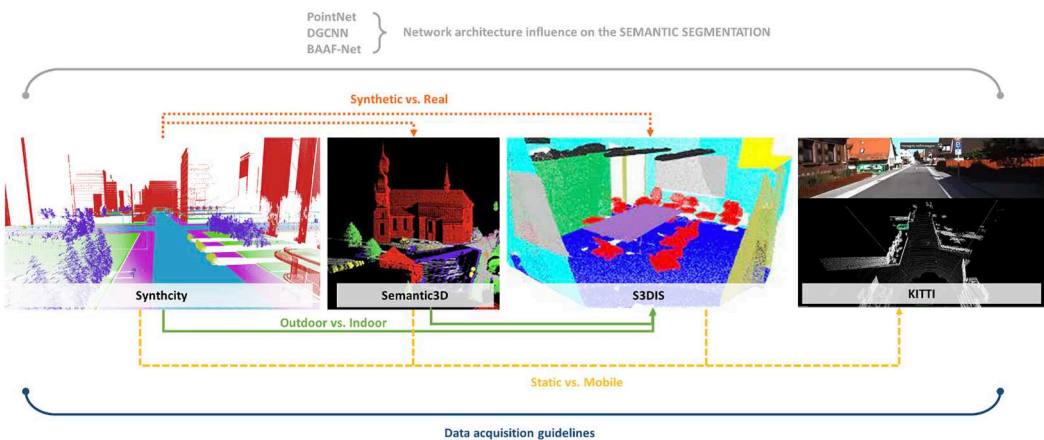 PointNet
DGCNN
BAAF-Net
Network architecture influence on the SEMANTIC SEGMENTATION
Synthetic vs. Real
Synthcity
Semantic3D
S3DIS
KITTI
Outdoor vs. Indoor
Static vs. Mobile
Data acquisition guidelines